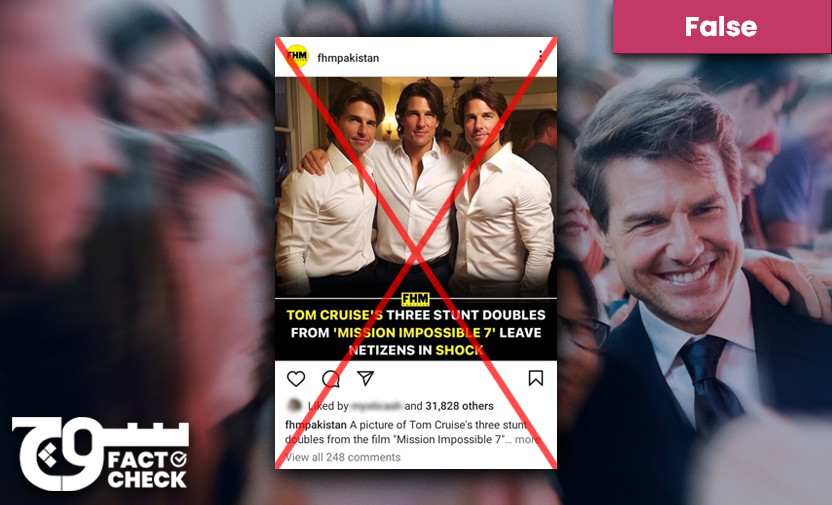 False
FHM
fhmpakistan
FHM
TOM CRUISE'S THREE STUNT DOUBLES
FROM 'MISSION IMPOSSIBLE 7' LEAVE
NETIZENS IN SHOCK
Liked by and 31,828 others
fhmpakistan A picture of Tom Cruise's three stunt
doubles from the film "Mission Impossible 7"... more
View all 248 comments
FACT
CHECK